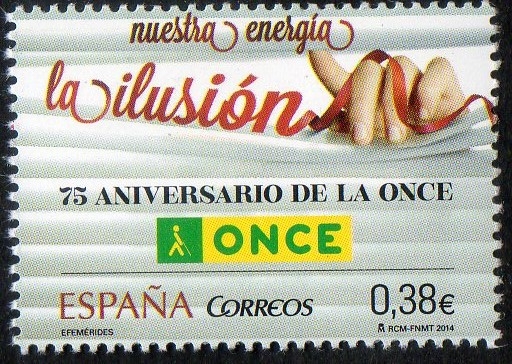 nuestra energía
la ilusión
75 ANIVERSARIO DE LA ONCE
ONCE
ESPAÑA CORREOS 0,38€
EFEMÉRIDES RCM-FNMT 2014